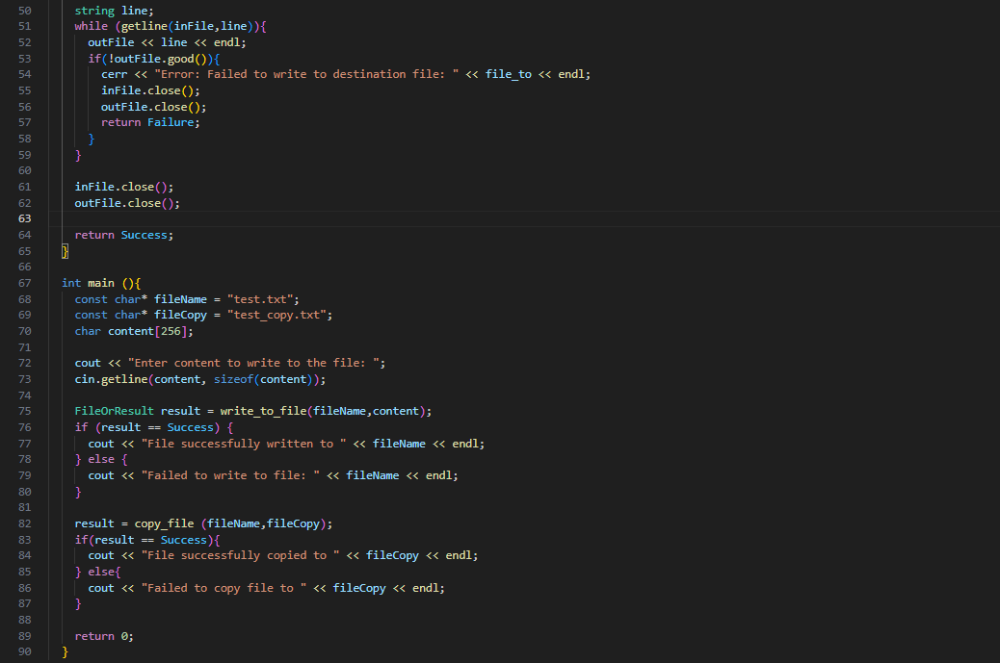 50 string line;
51 while (getline(inFile,line)){
52 outFile << line << endl;
53 if(!outFile.good()){
54 cerr << "Error: Failed to write to destination file: " << file_to << endl;
55 inFile.close();
56 outFile.close();
57 return Failure;
58 }
59 }
60
61 inFile.close();
62 outFile.close();
63
64 return Success;
65 }
66
67 int main (){
68 const char* fileName = "test.txt";
69 const char* fileCopy = "test_copy.txt";
70 char content[256];
71
72 cout << "Enter content to write to the file: ";
73 cin.getline(content, sizeof(content));
74
75 FileOrResult result = write_to_file(fileName,content);
76 if (result == Success) {
77 cout << "File successfully written to " << fileName << endl;
78 } else {
79 cout << "Failed to write to file: " << fileName << endl;
80 }
81
82 result = copy_file (fileName,fileCopy);
83 if(result == Success){
84 cout << "File successfully copied to " << fileCopy << endl;
85 } else{
86 cout << "Failed to copy file to " << fileCopy << endl;
87 }
88
89 return 0;
90 }